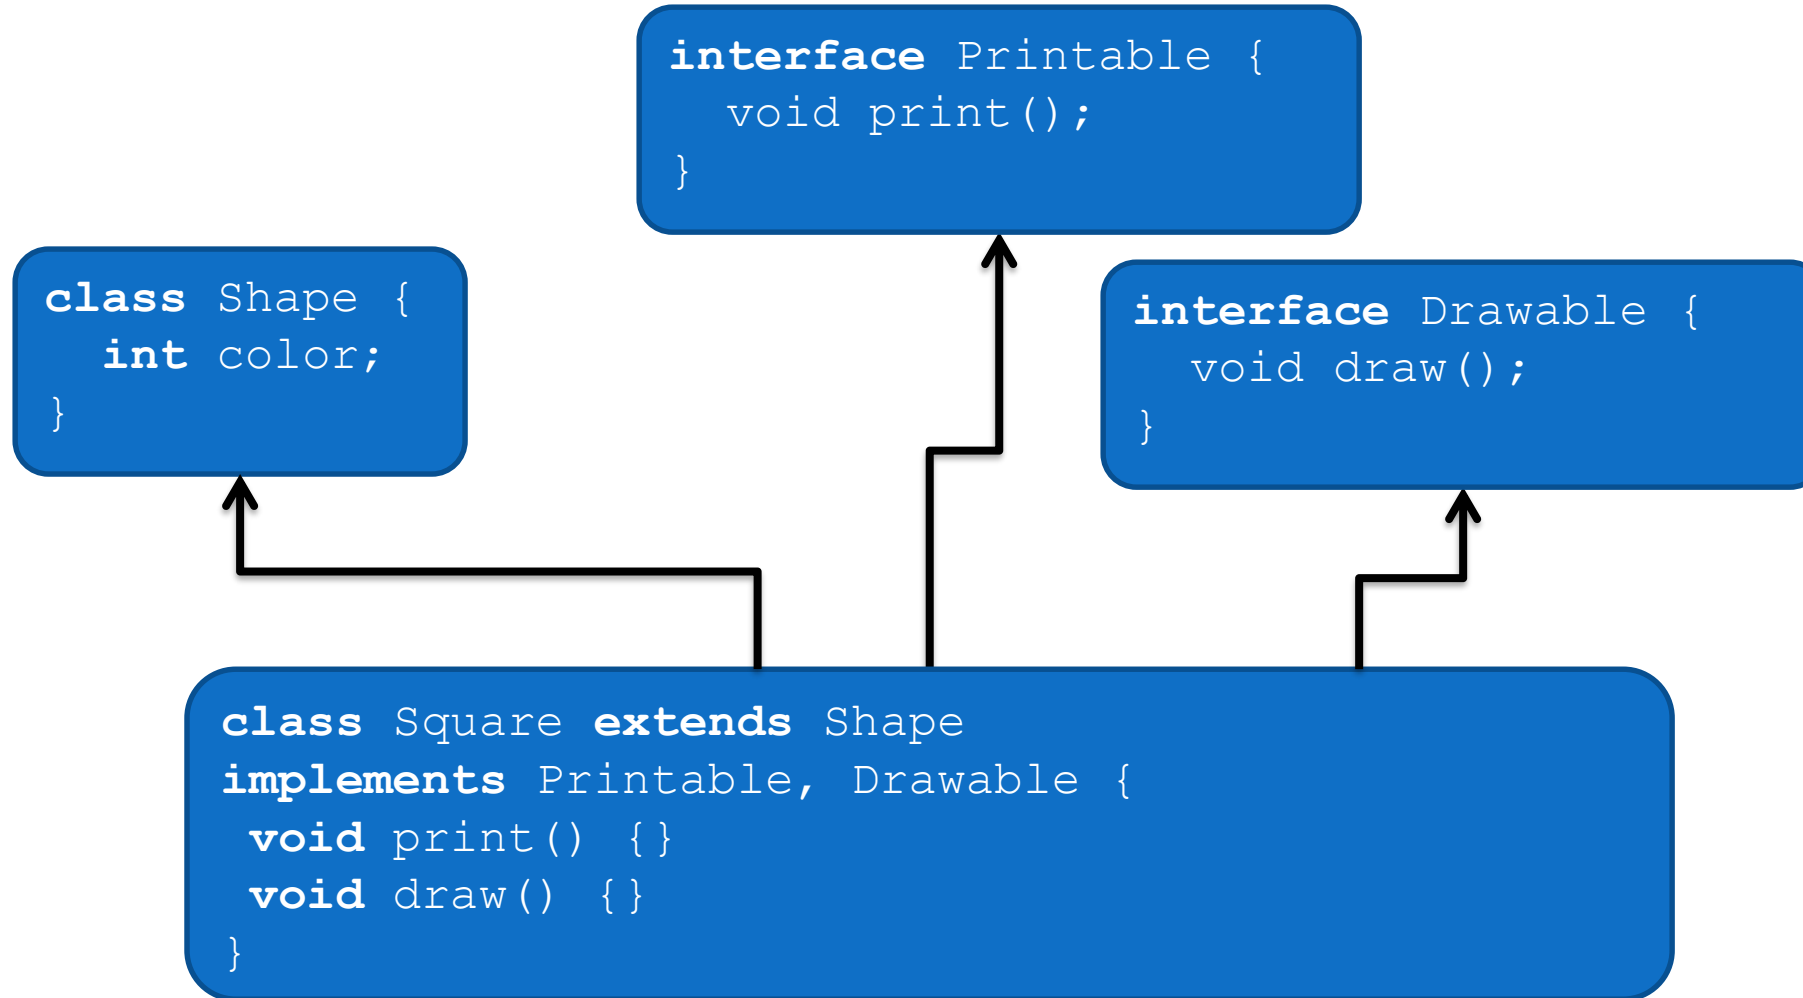 interface Printable {
  void print();
}
class Shape {
  int color;
}
interface Drawable {
  void draw();
}
class Square extends Shape
implements Printable, Drawable {
 void print() {}
 void draw() {}
}